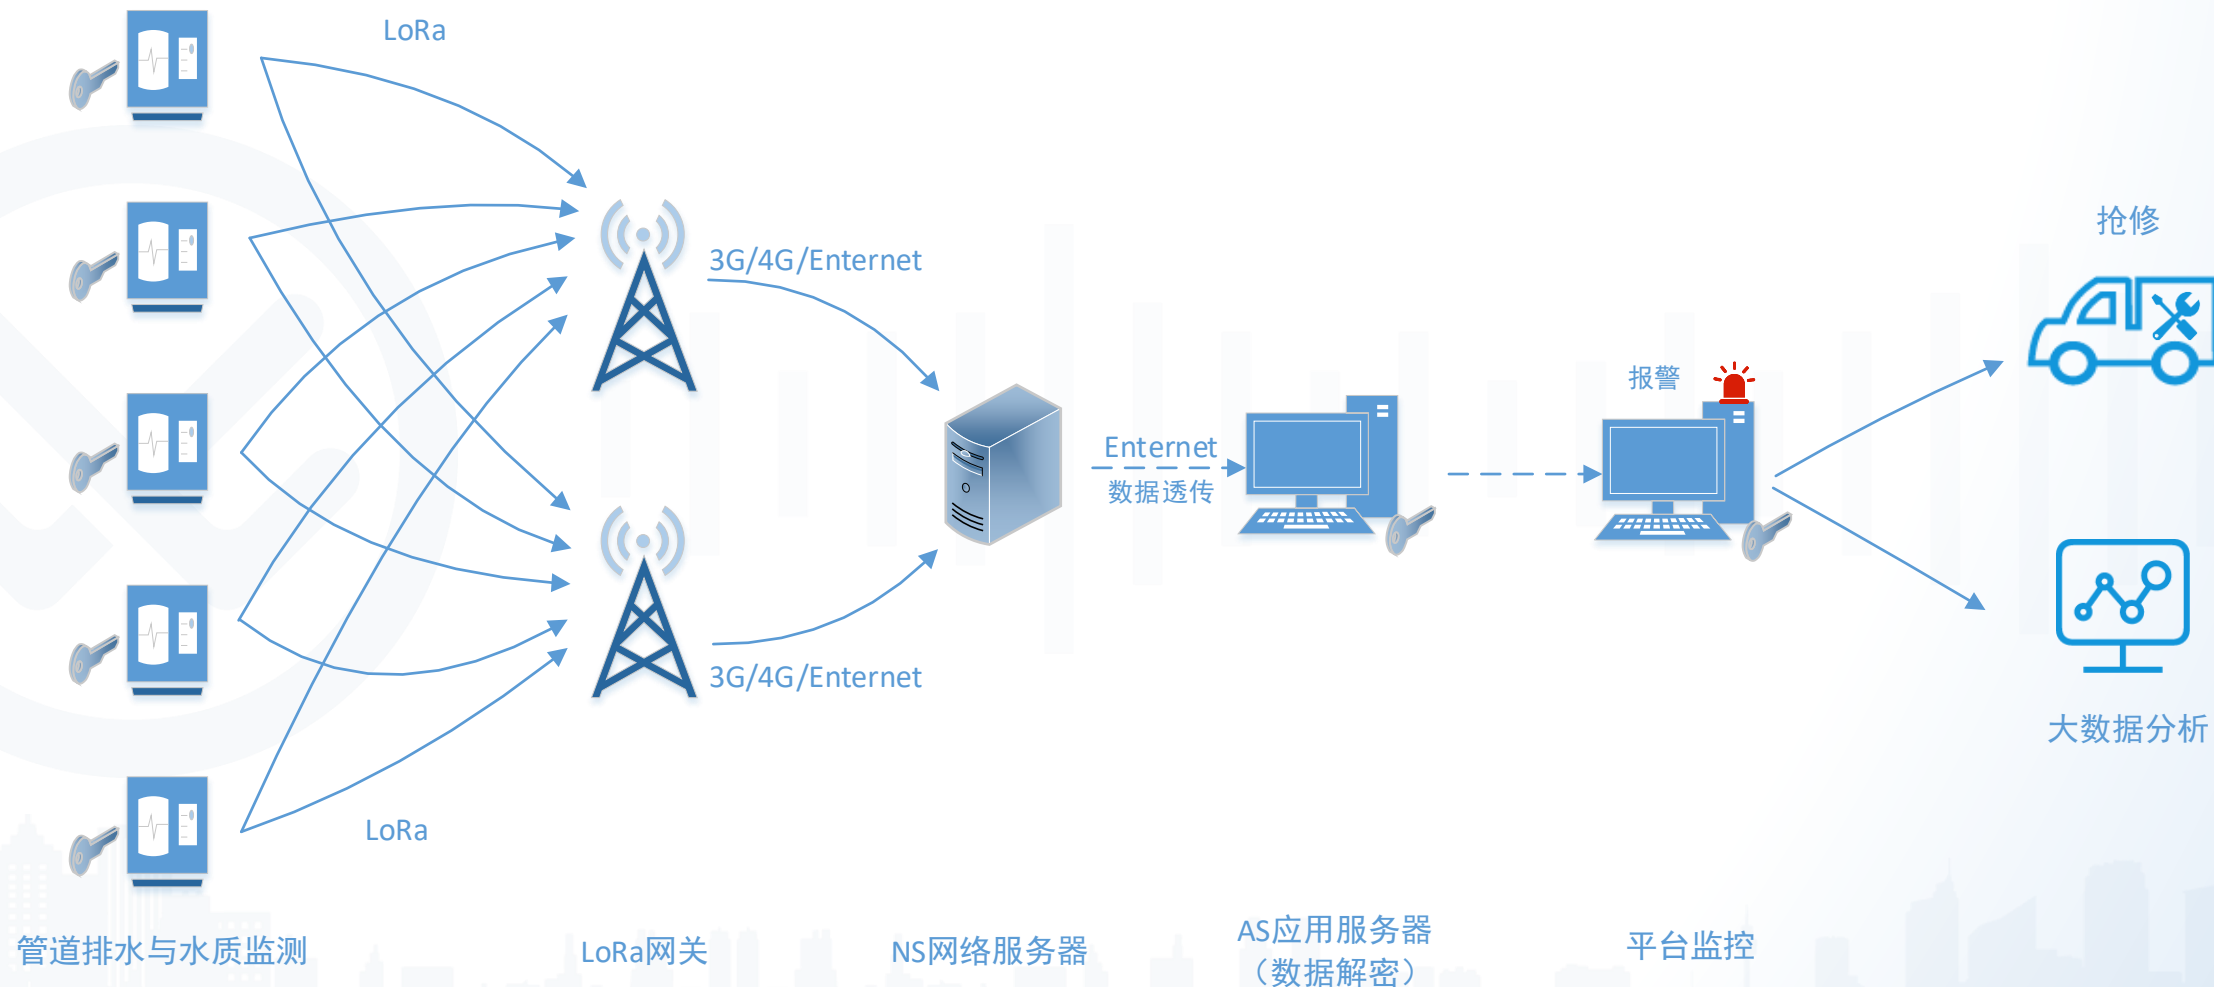 LoRa
抢修
3G/4G/Enternet
报警
Enternet
数据透传
3G/4G/Enternet
大数据分析
LoRa
管道排水与水质监测
LoRa网关
NS网络服务器
AS应用服务器
（数据解密）
平台监控